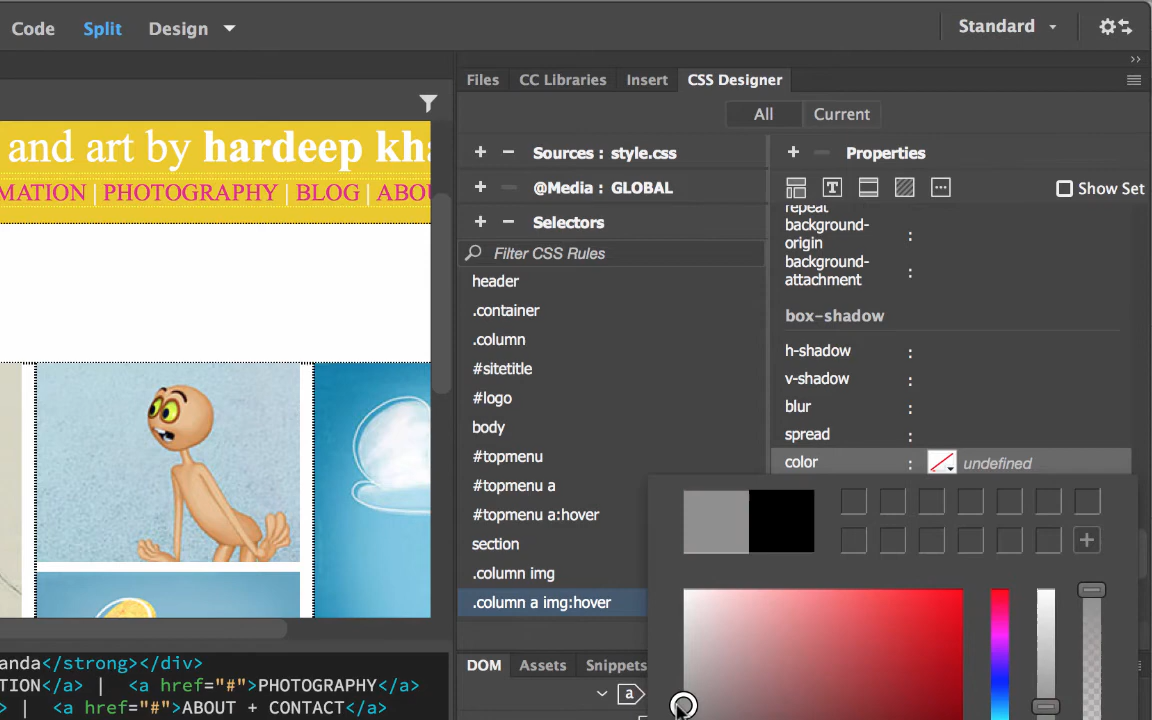 Code Split Design
Standard
Files CC Libraries Insert CSS Designer
All Current
and art by hardeep kh
MATION | PHOTOGRAPHY | BLOG | ABOU
+ − Sources : style.css
+ − @Media : GLOBAL
+ − Selectors
Filter CSS Rules
header
.container
.column
#sitetitle
#logo
body
#topmenu
#topmenu a
#topmenu a:hover
section
.column img
.column a img:hover
+ − Properties
T
Show Set
repeat
background-
origin :
background-
attachment :
box-shadow
h-shadow :
v-shadow :
blur :
spread :
color : undefined
+
DOM Assets Snippets
a
anda</strong></div>
TION</a> | <a href="#">PHOTOGRAPHY</a>
> | <a href="#">ABOUT + CONTACT</a>